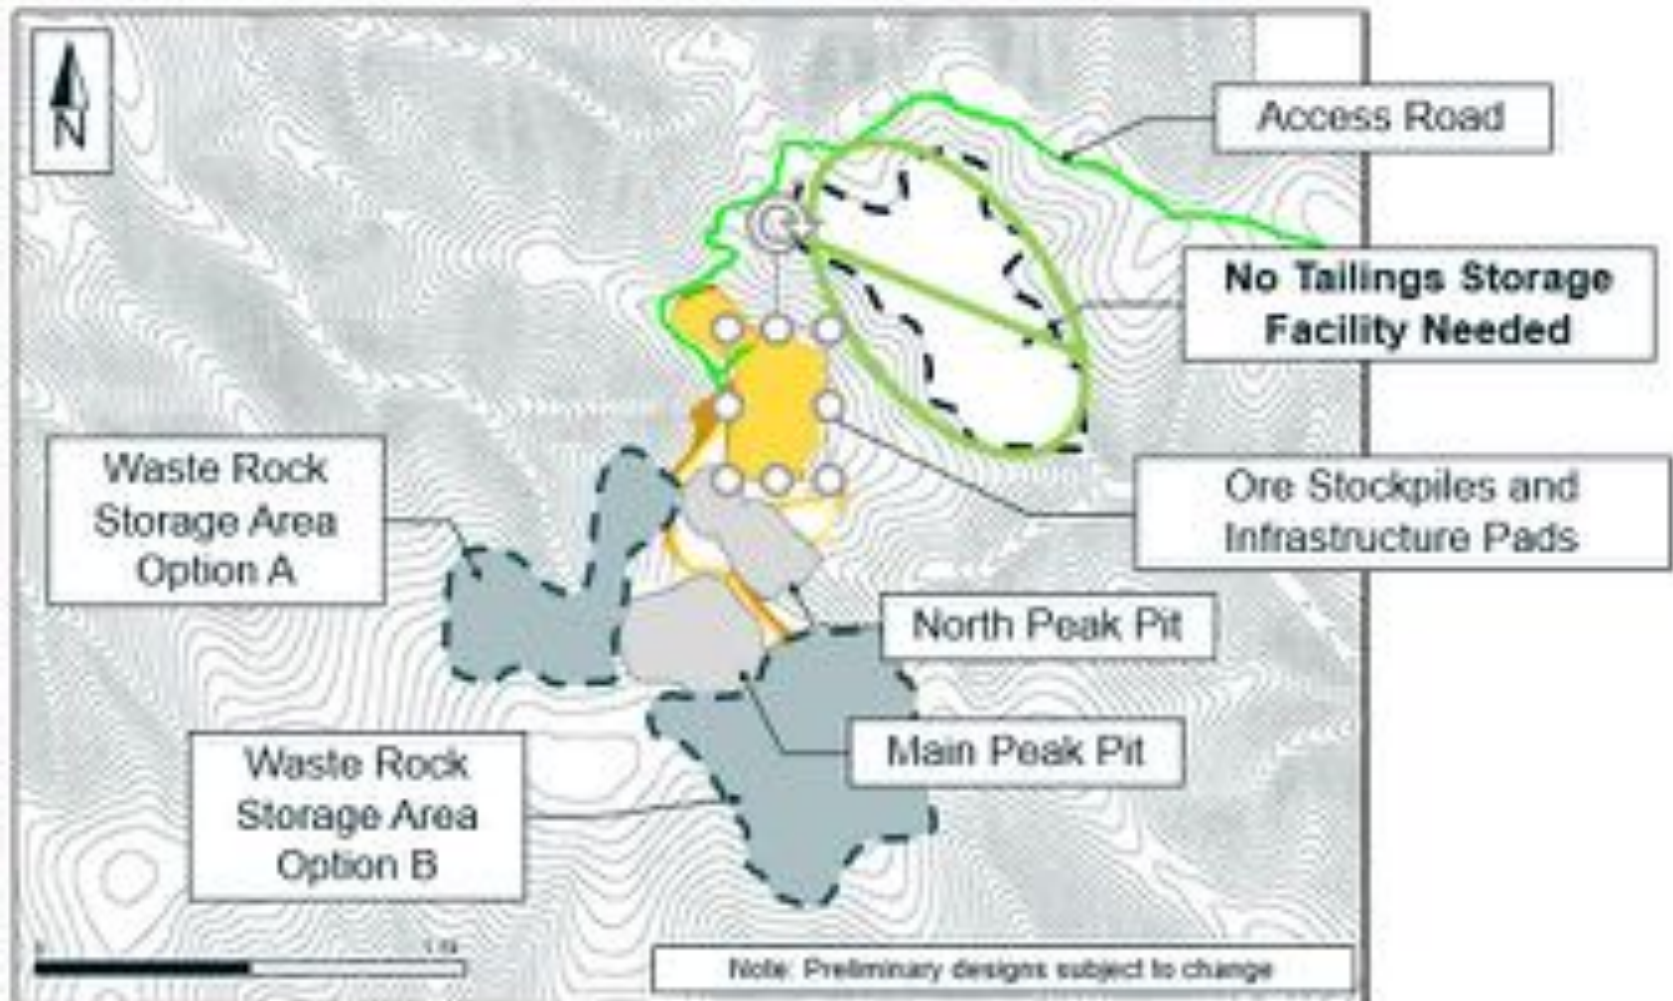 N
Access Road
No Tailings Storage
Facility Needed
Waste Rock
Storage Area
Option A
Ore Stockpiles and
Infrastructure Pads
North Peak Pit
Main Peak Pit
Waste Rock
Storage Area
Option B
Note: Preliminary designs subject to change